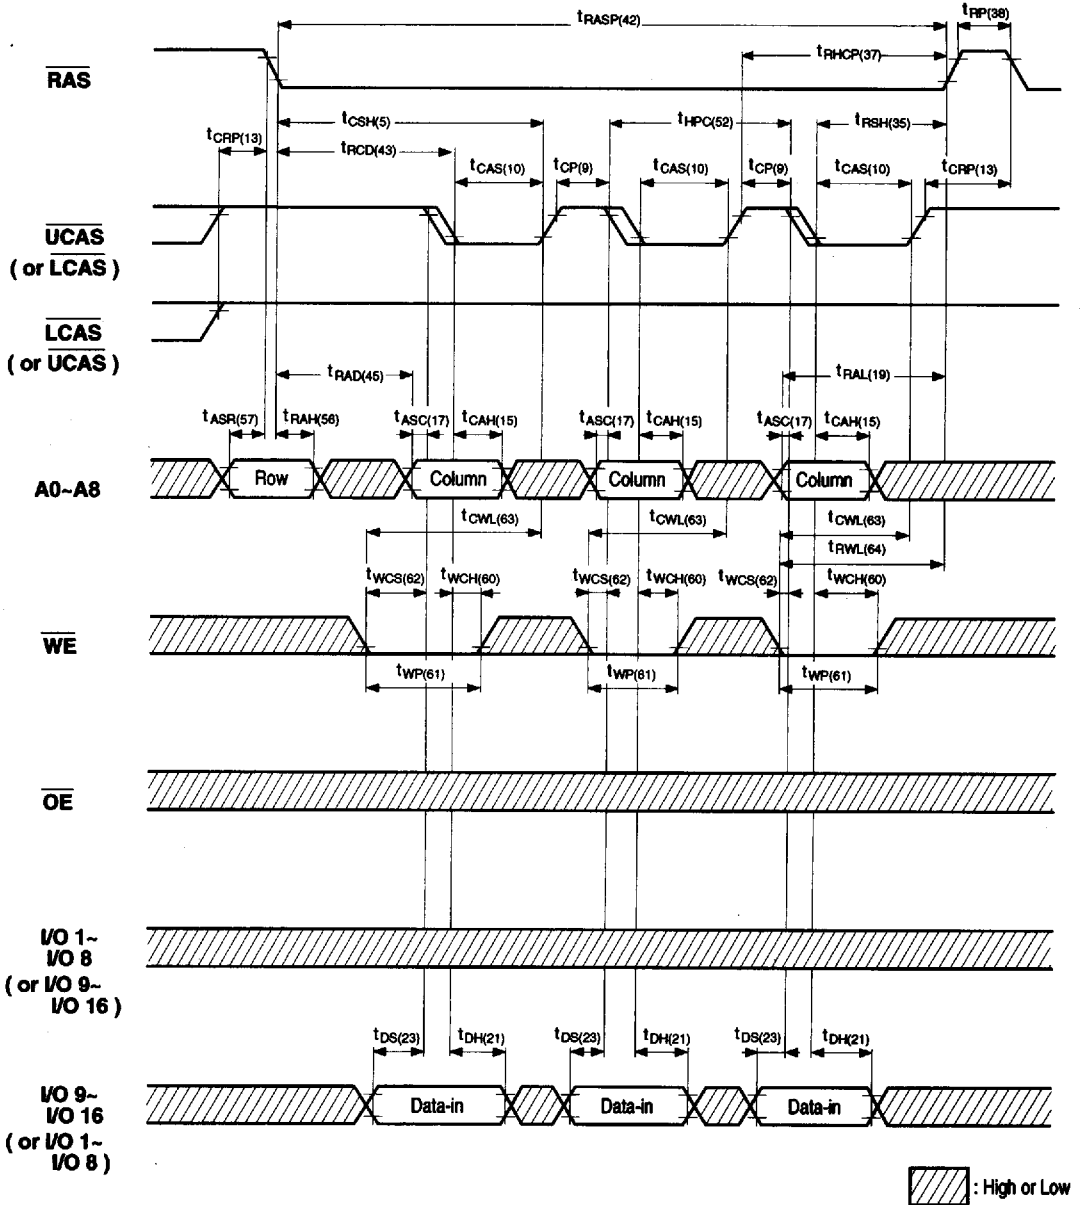 tRASP(42)
tRP(38)
RAS
tRHCP(37)
tCSH(5)
tHPC(52)
tRSH(35)
tCRP(13)
tRCD(43)
tCAS(10)
tCP(9)
tCAS(10)
tCP(9)
tCAS(10)
tCRP(13)
UCAS
( or LCAS )
LCAS
( or UCAS )
tRAD(45)
tRAL(19)
tASR(57)
tRAH(56)
tASC(17)
tCAH(15)
tASC(17)
tCAH(15)
tASC(17)
tCAH(15)
A0~A8
Row
Column
Column
Column
tCWL(63)
tCWL(63)
tCWL(63)
tRWL(64)
tWCS(62)
tWCH(60)
tWCS(62)
tWCH(60)
tWCS(62)
tWCH(60)
WE
tWP(61)
tWP(61)
tWP(61)
OE
I/O 1~
I/O 8
( or I/O 9~
I/O 16 )
tDS(23)
tDH(21)
tDS(23)
tDH(21)
tDS(23)
tDH(21)
I/O 9~
I/O 16
( or I/O 1~
I/O 8 )
Data-in
Data-in
Data-in
: High or Low